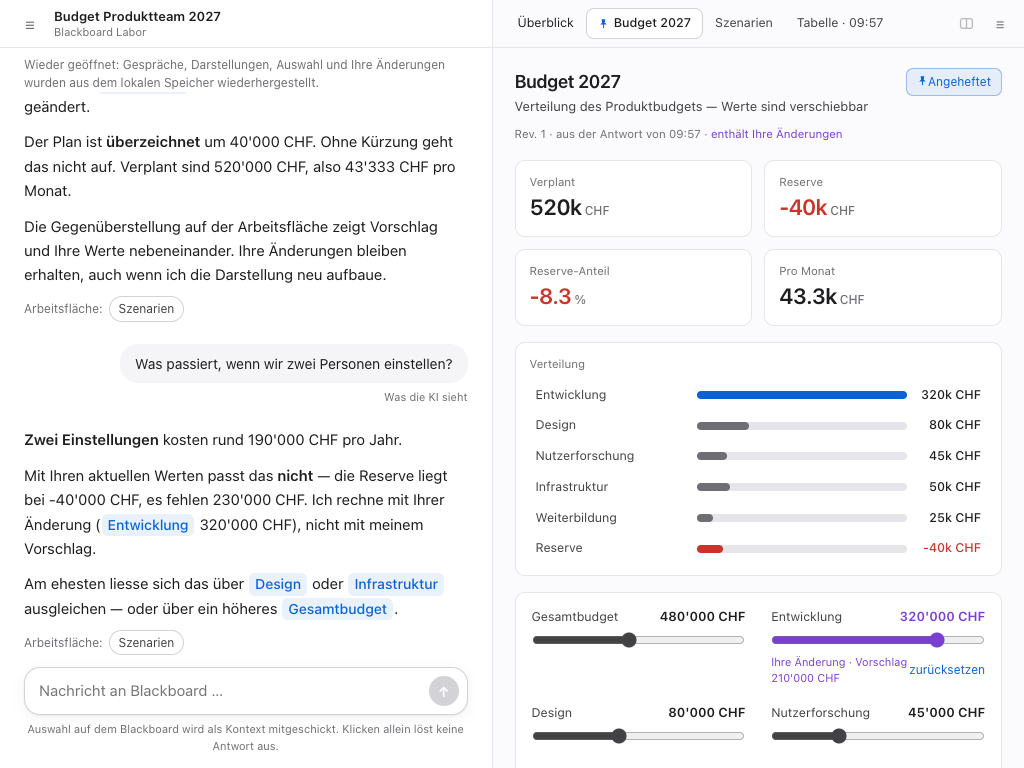 Budget Produktteam 2027
Blackboard Labor
Wieder geöffnet: Gespräche, Darstellungen, Auswahl und Ihre Änderungen
wurden aus dem lokalen Speicher wiederhergestellt.
geändert.
Der Plan ist überzeichnet um 40'000 CHF. Ohne Kürzung geht
das nicht auf. Verplant sind 520'000 CHF, also 43'333 CHF pro
Monat.
Die Gegenüberstellung auf der Arbeitsfläche zeigt Vorschlag
und Ihre Werte nebeneinander. Ihre Änderungen bleiben
erhalten, auch wenn ich die Darstellung neu aufbaue.
Arbeitsfläche: Szenarien
Was passiert, wenn wir zwei Personen einstellen?
Was die KI sieht
Zwei Einstellungen kosten rund 190'000 CHF pro Jahr.
Mit Ihren aktuellen Werten passt das nicht — die Reserve liegt
bei -40'000 CHF, es fehlen 230'000 CHF. Ich rechne mit Ihrer
Änderung ( Entwicklung 320'000 CHF), nicht mit meinem
Vorschlag.
Am ehesten liesse sich das über Design oder Infrastruktur
ausgleichen — oder über ein höheres Gesamtbudget .
Arbeitsfläche: Szenarien
Nachricht an Blackboard ...
Auswahl auf dem Blackboard wird als Kontext mitgeschickt. Klicken allein löst keine
Antwort aus.
Überblick Budget 2027 Szenarien Tabelle · 09:57
Budget 2027
Angeheftet
Verteilung des Produktbudgets — Werte sind verschiebbar
Rev. 1 · aus der Antwort von 09:57 · enthält Ihre Änderungen
Verplant
520k CHF
Reserve
-40k CHF
Reserve-Anteil
-8.3 %
Pro Monat
43.3k CHF
Verteilung
Entwicklung 320k CHF
Design 80k CHF
Nutzerforschung 45k CHF
Infrastruktur 50k CHF
Weiterbildung 25k CHF
Reserve -40k CHF
Gesamtbudget 480'000 CHF
Entwicklung 320'000 CHF
Ihre Änderung · Vorschlag
210'000 CHF
zurücksetzen
Design 80'000 CHF
Nutzerforschung 45'000 CHF